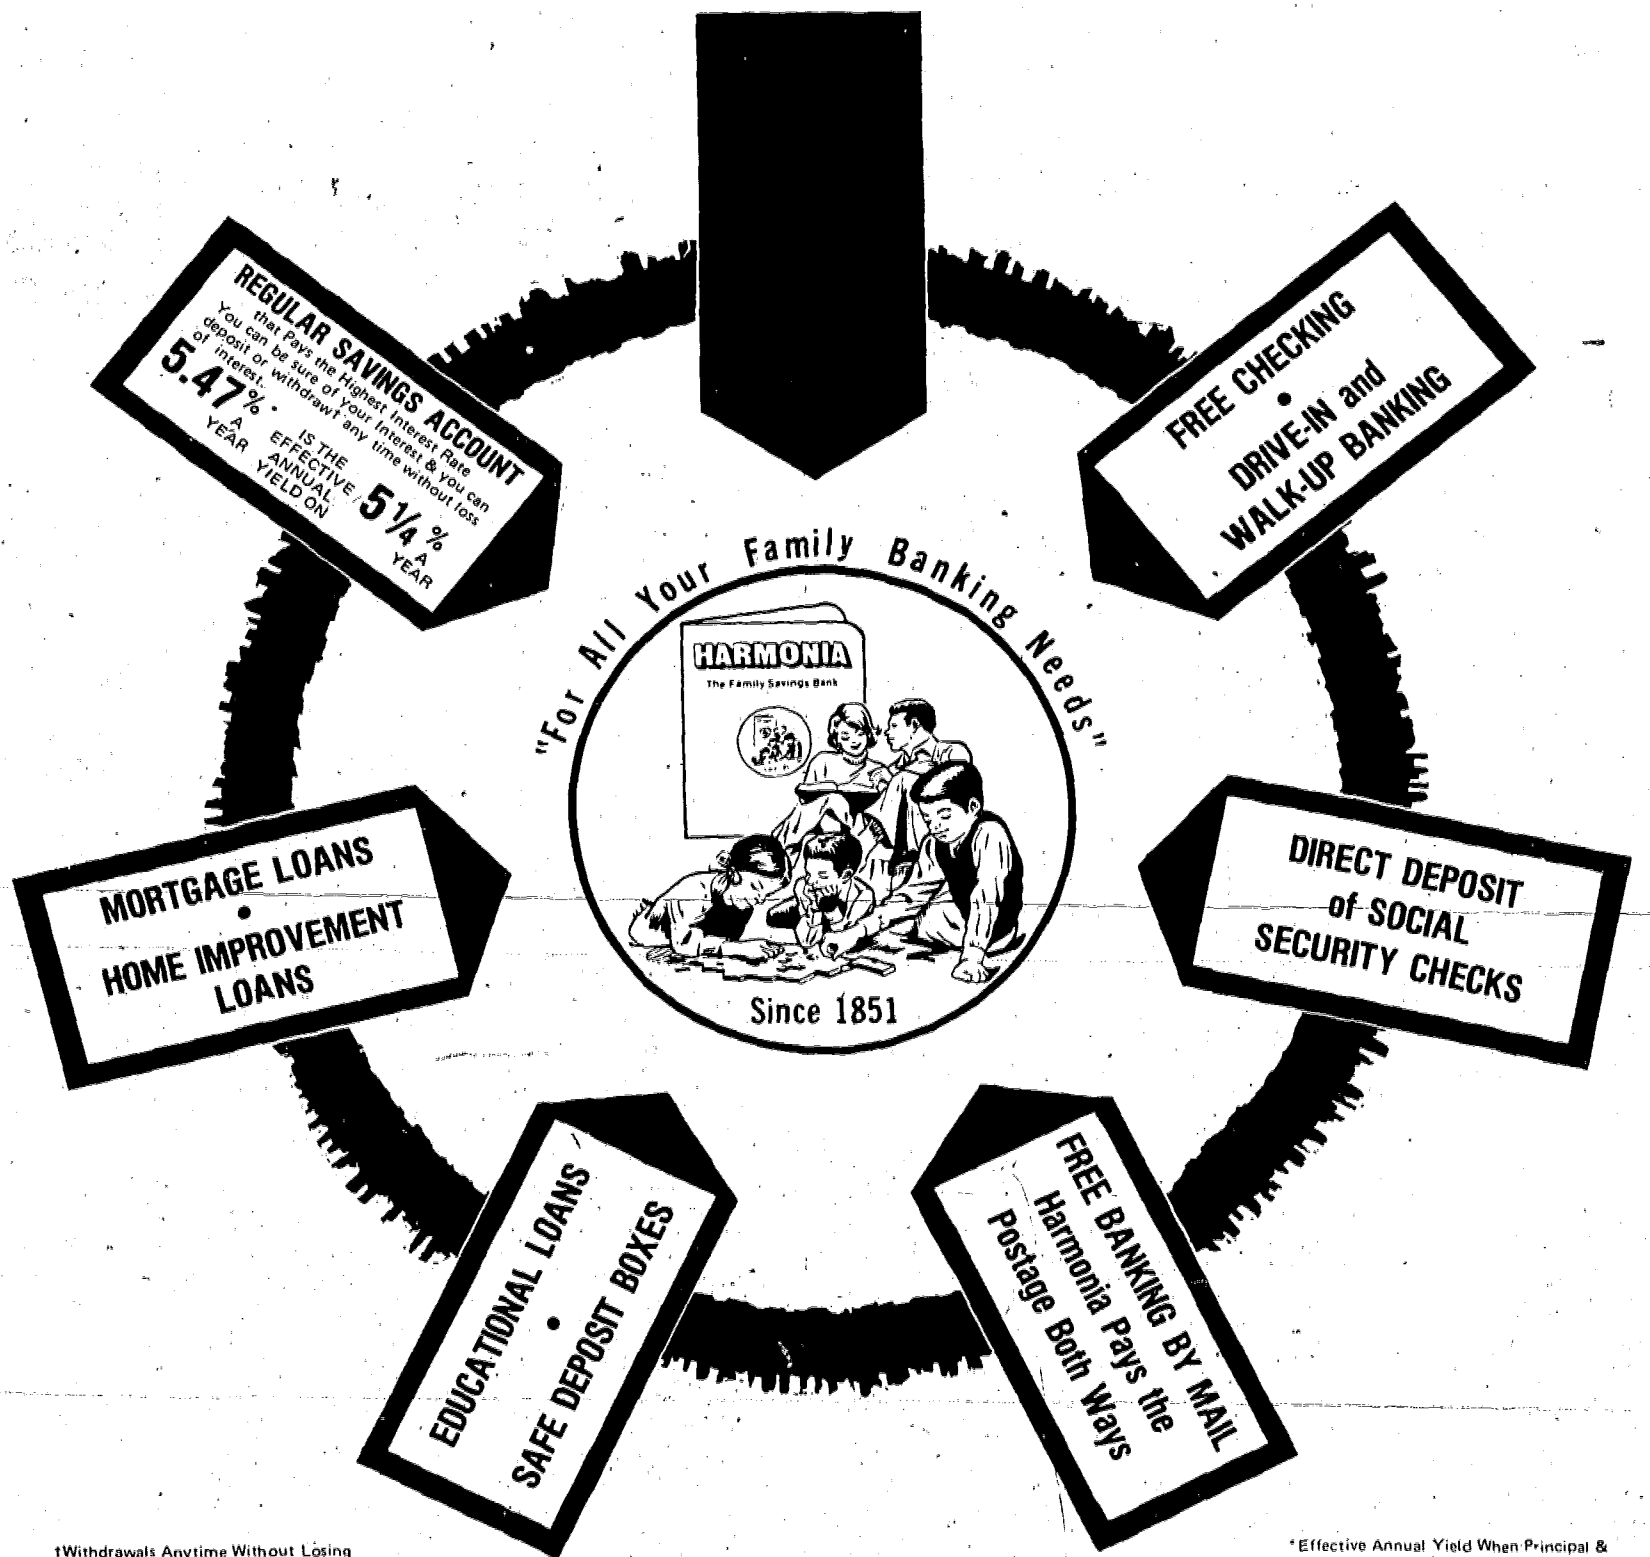 REGULAR SAVINGS ACCOUNT
that Pays the Highest Interest Rate
You can be sure of your Interest & you can
deposit or withdraw† any time without loss
of interest.
5.47%* A YEAR
IS THE
EFFECTIVE
ANNUAL
YIELD ON
5¼% A YEAR
FREE CHECKING
•
DRIVE-IN and
WALK-UP BANKING
"For All Your Family Banking Needs"
HARMONIA
The Family Savings Bank
Since 1851
MORTGAGE LOANS
•
HOME IMPROVEMENT
LOANS
DIRECT DEPOSIT
of SOCIAL
SECURITY CHECKS
EDUCATIONAL LOANS
•
SAFE DEPOSIT BOXES
FREE BANKING BY MAIL
Harmonia Pays the
Postage Both Ways
†Withdrawals Anytime Without Losing
*Effective Annual Yield When Principal &